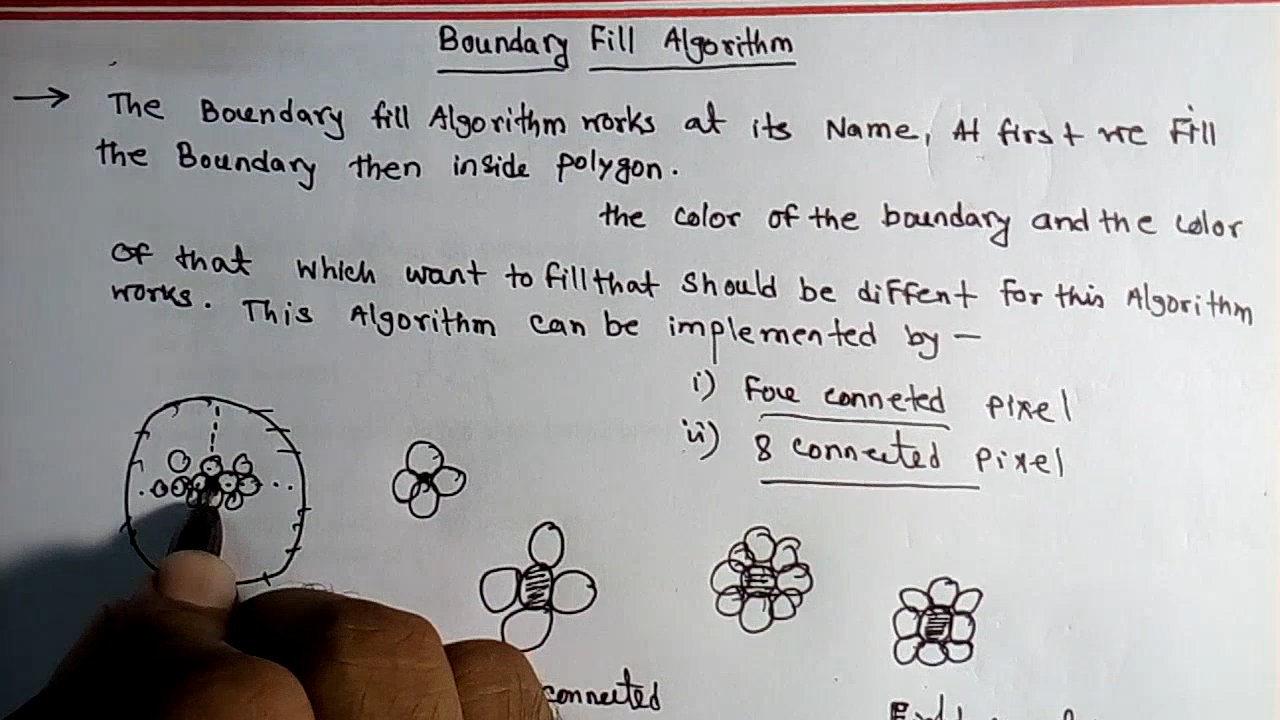 Boundary Fill Algorithm
→ The Boundary fill Algorithm works at its Name, At first we Fill
the Boundary then inside polygon.
the color of the boundary and the color
of that which want to fill that should be diffent for this Algorithm
works. This Algorithm can be implemented by –
i) Four conneted pixel
ii) 8 connected pixel
connected